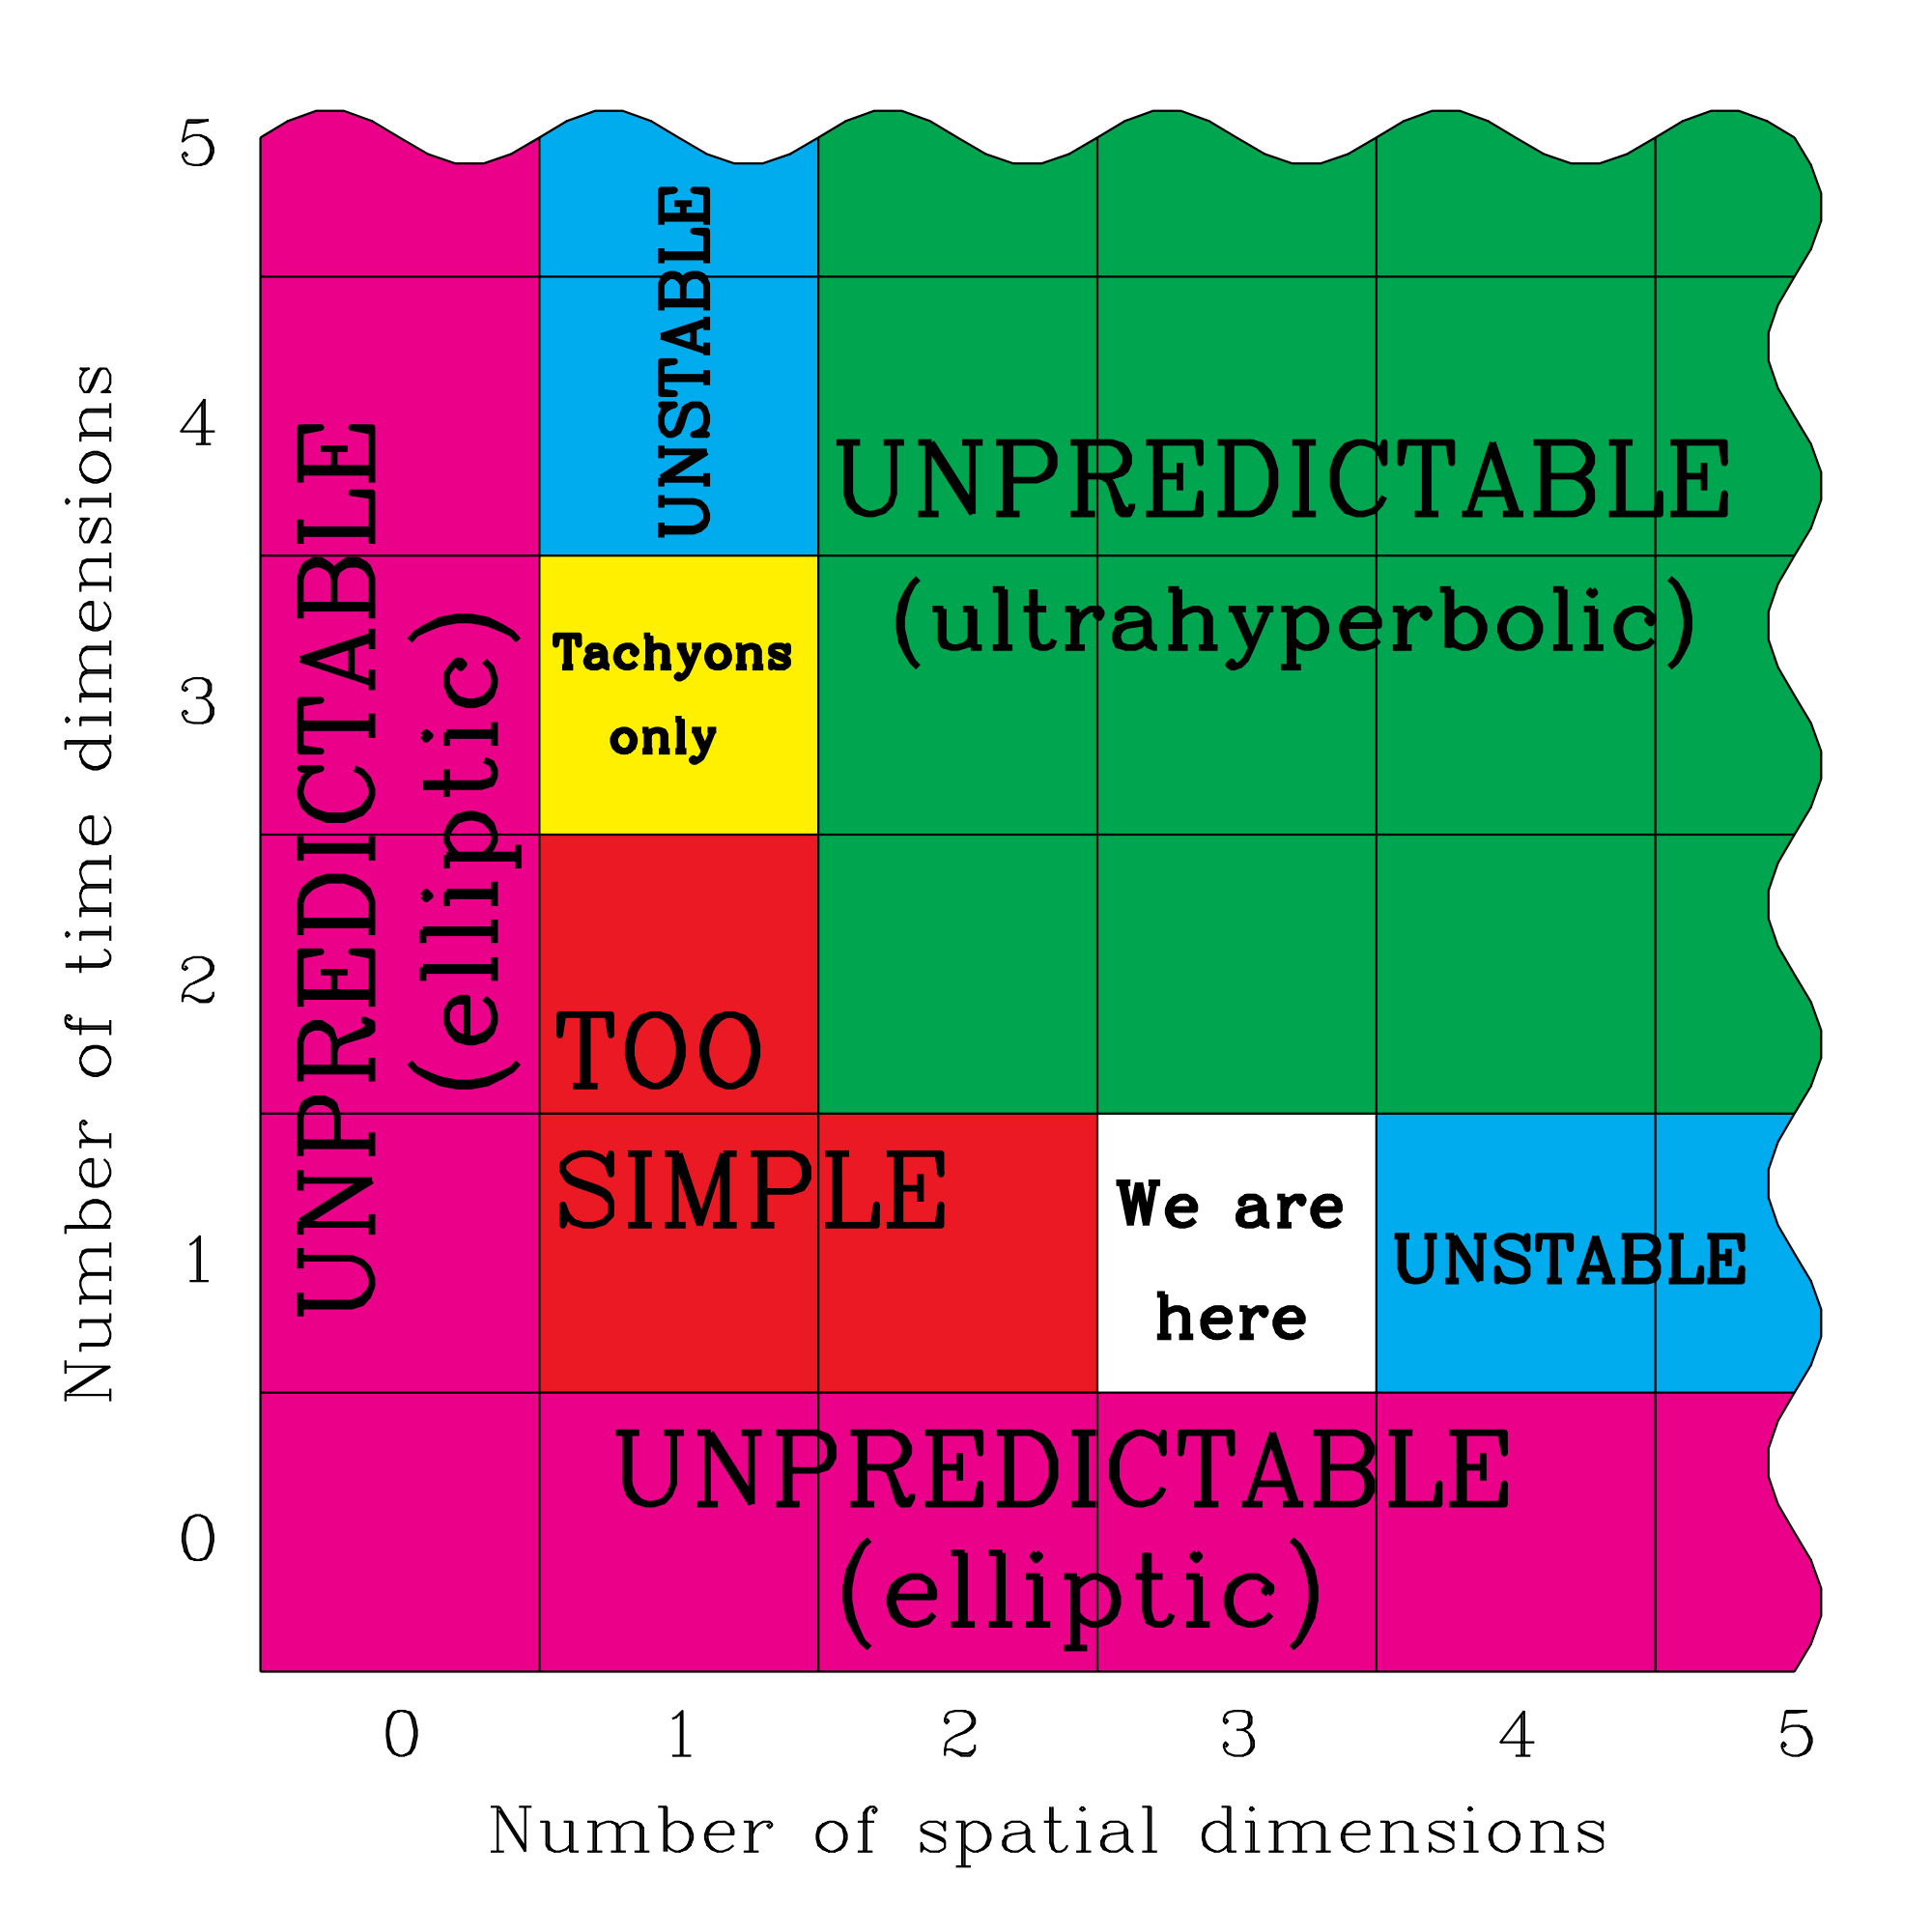 5
4
3
2
1
0
Number of time dimensions
UNPREDICTABLE
(elliptic)
UNSTABLE
UNPREDICTABLE
(ultrahyperbolic)
Tachyons
only
TOO
SIMPLE
We are
here
UNSTABLE
UNPREDICTABLE
(elliptic)
0 1 2 3 4 5
Number of spatial dimensions